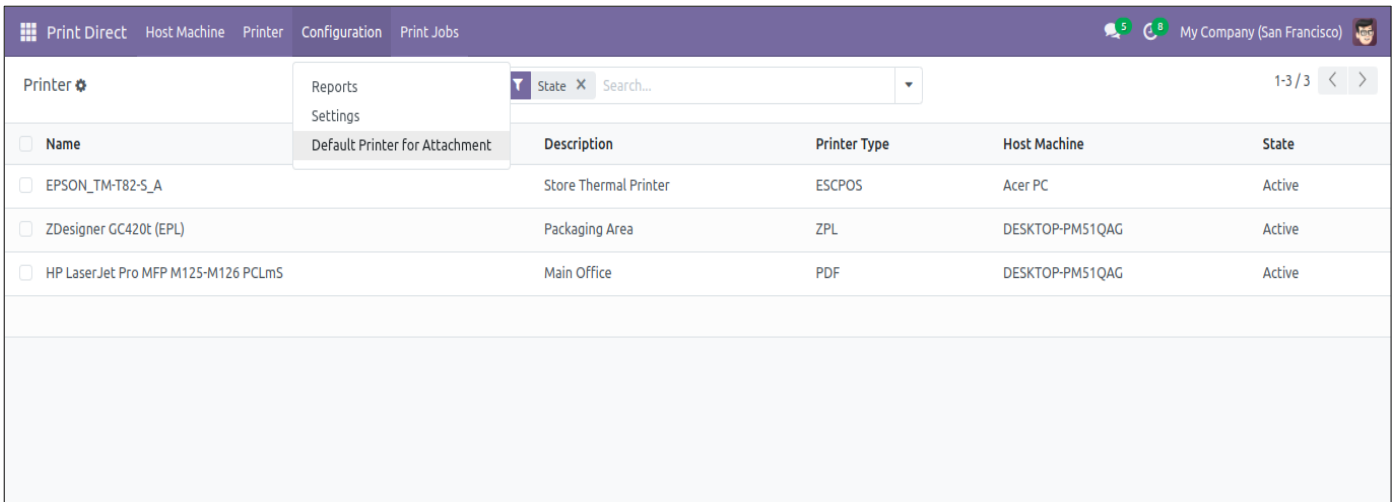 Print Direct Host Machine Printer Configuration Print Jobs 5 8 My Company (San Francisco)
Printer State X Search... 1-3 / 3
Reports
Settings
Default Printer for Attachment
Name Description Printer Type Host Machine State
EPSON_TM-T82-S_A Store Thermal Printer ESCPOS Acer PC Active
ZDesigner GC420t (EPL) Packaging Area ZPL DESKTOP-PM51QAG Active
HP LaserJet Pro MFP M125-M126 PCLmS Main Office PDF DESKTOP-PM51QAG Active